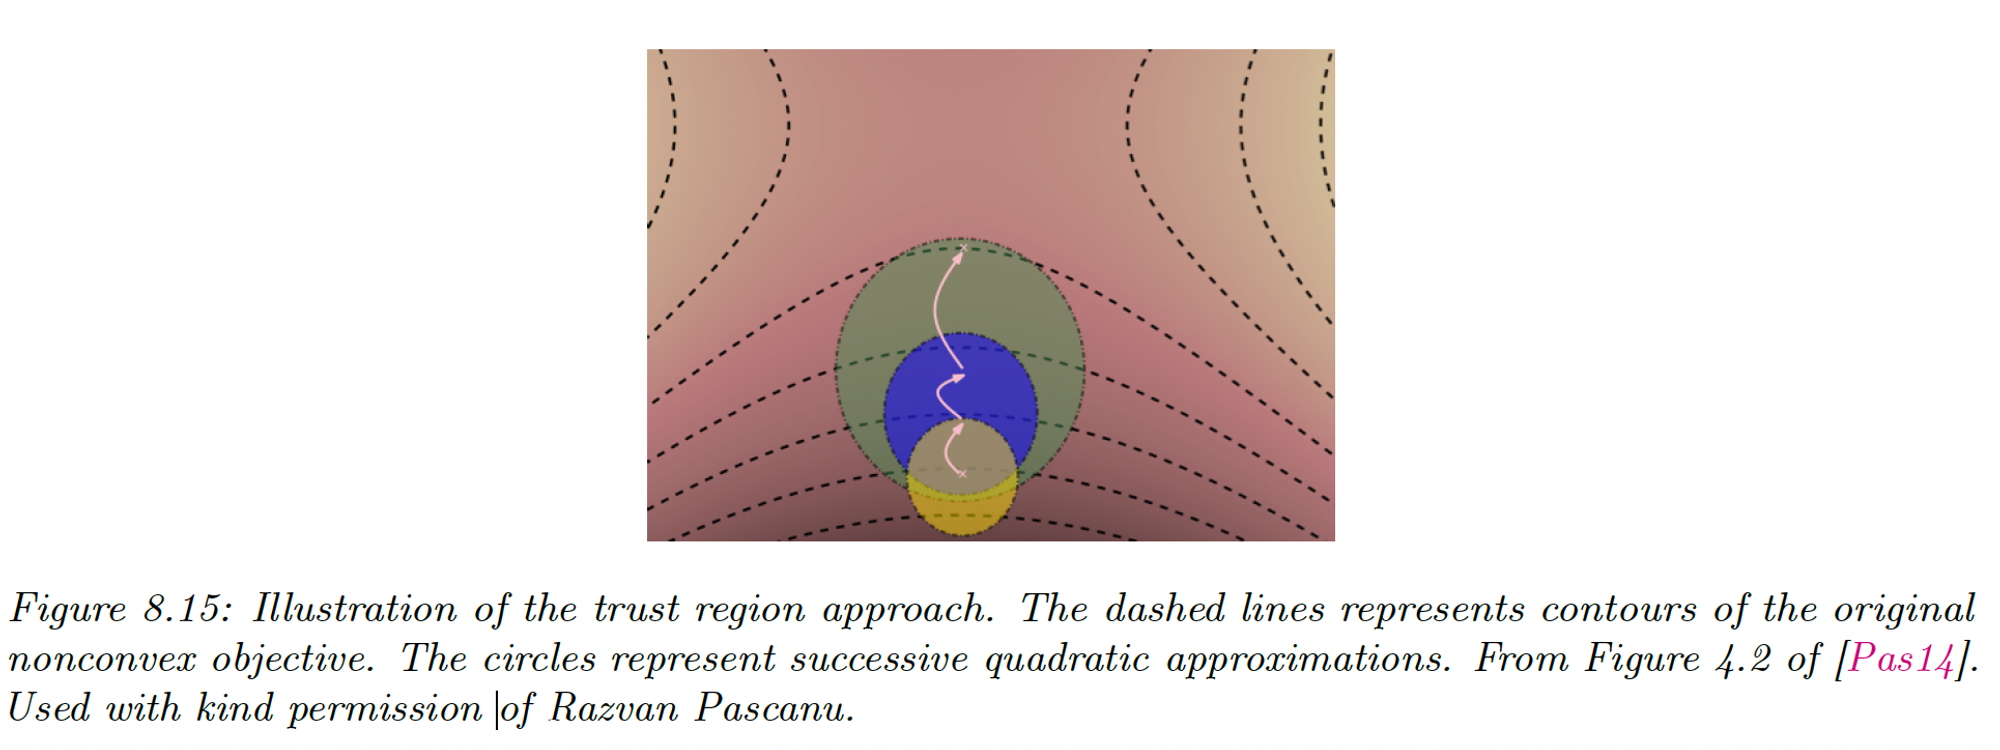 Figure 8.15: Illustration of the trust region approach. The dashed lines represents contours of the original
nonconvex objective. The circles represent successive quadratic approximations. From Figure 4.2 of [Pas14].
Used with kind permission of Razvan Pascanu.